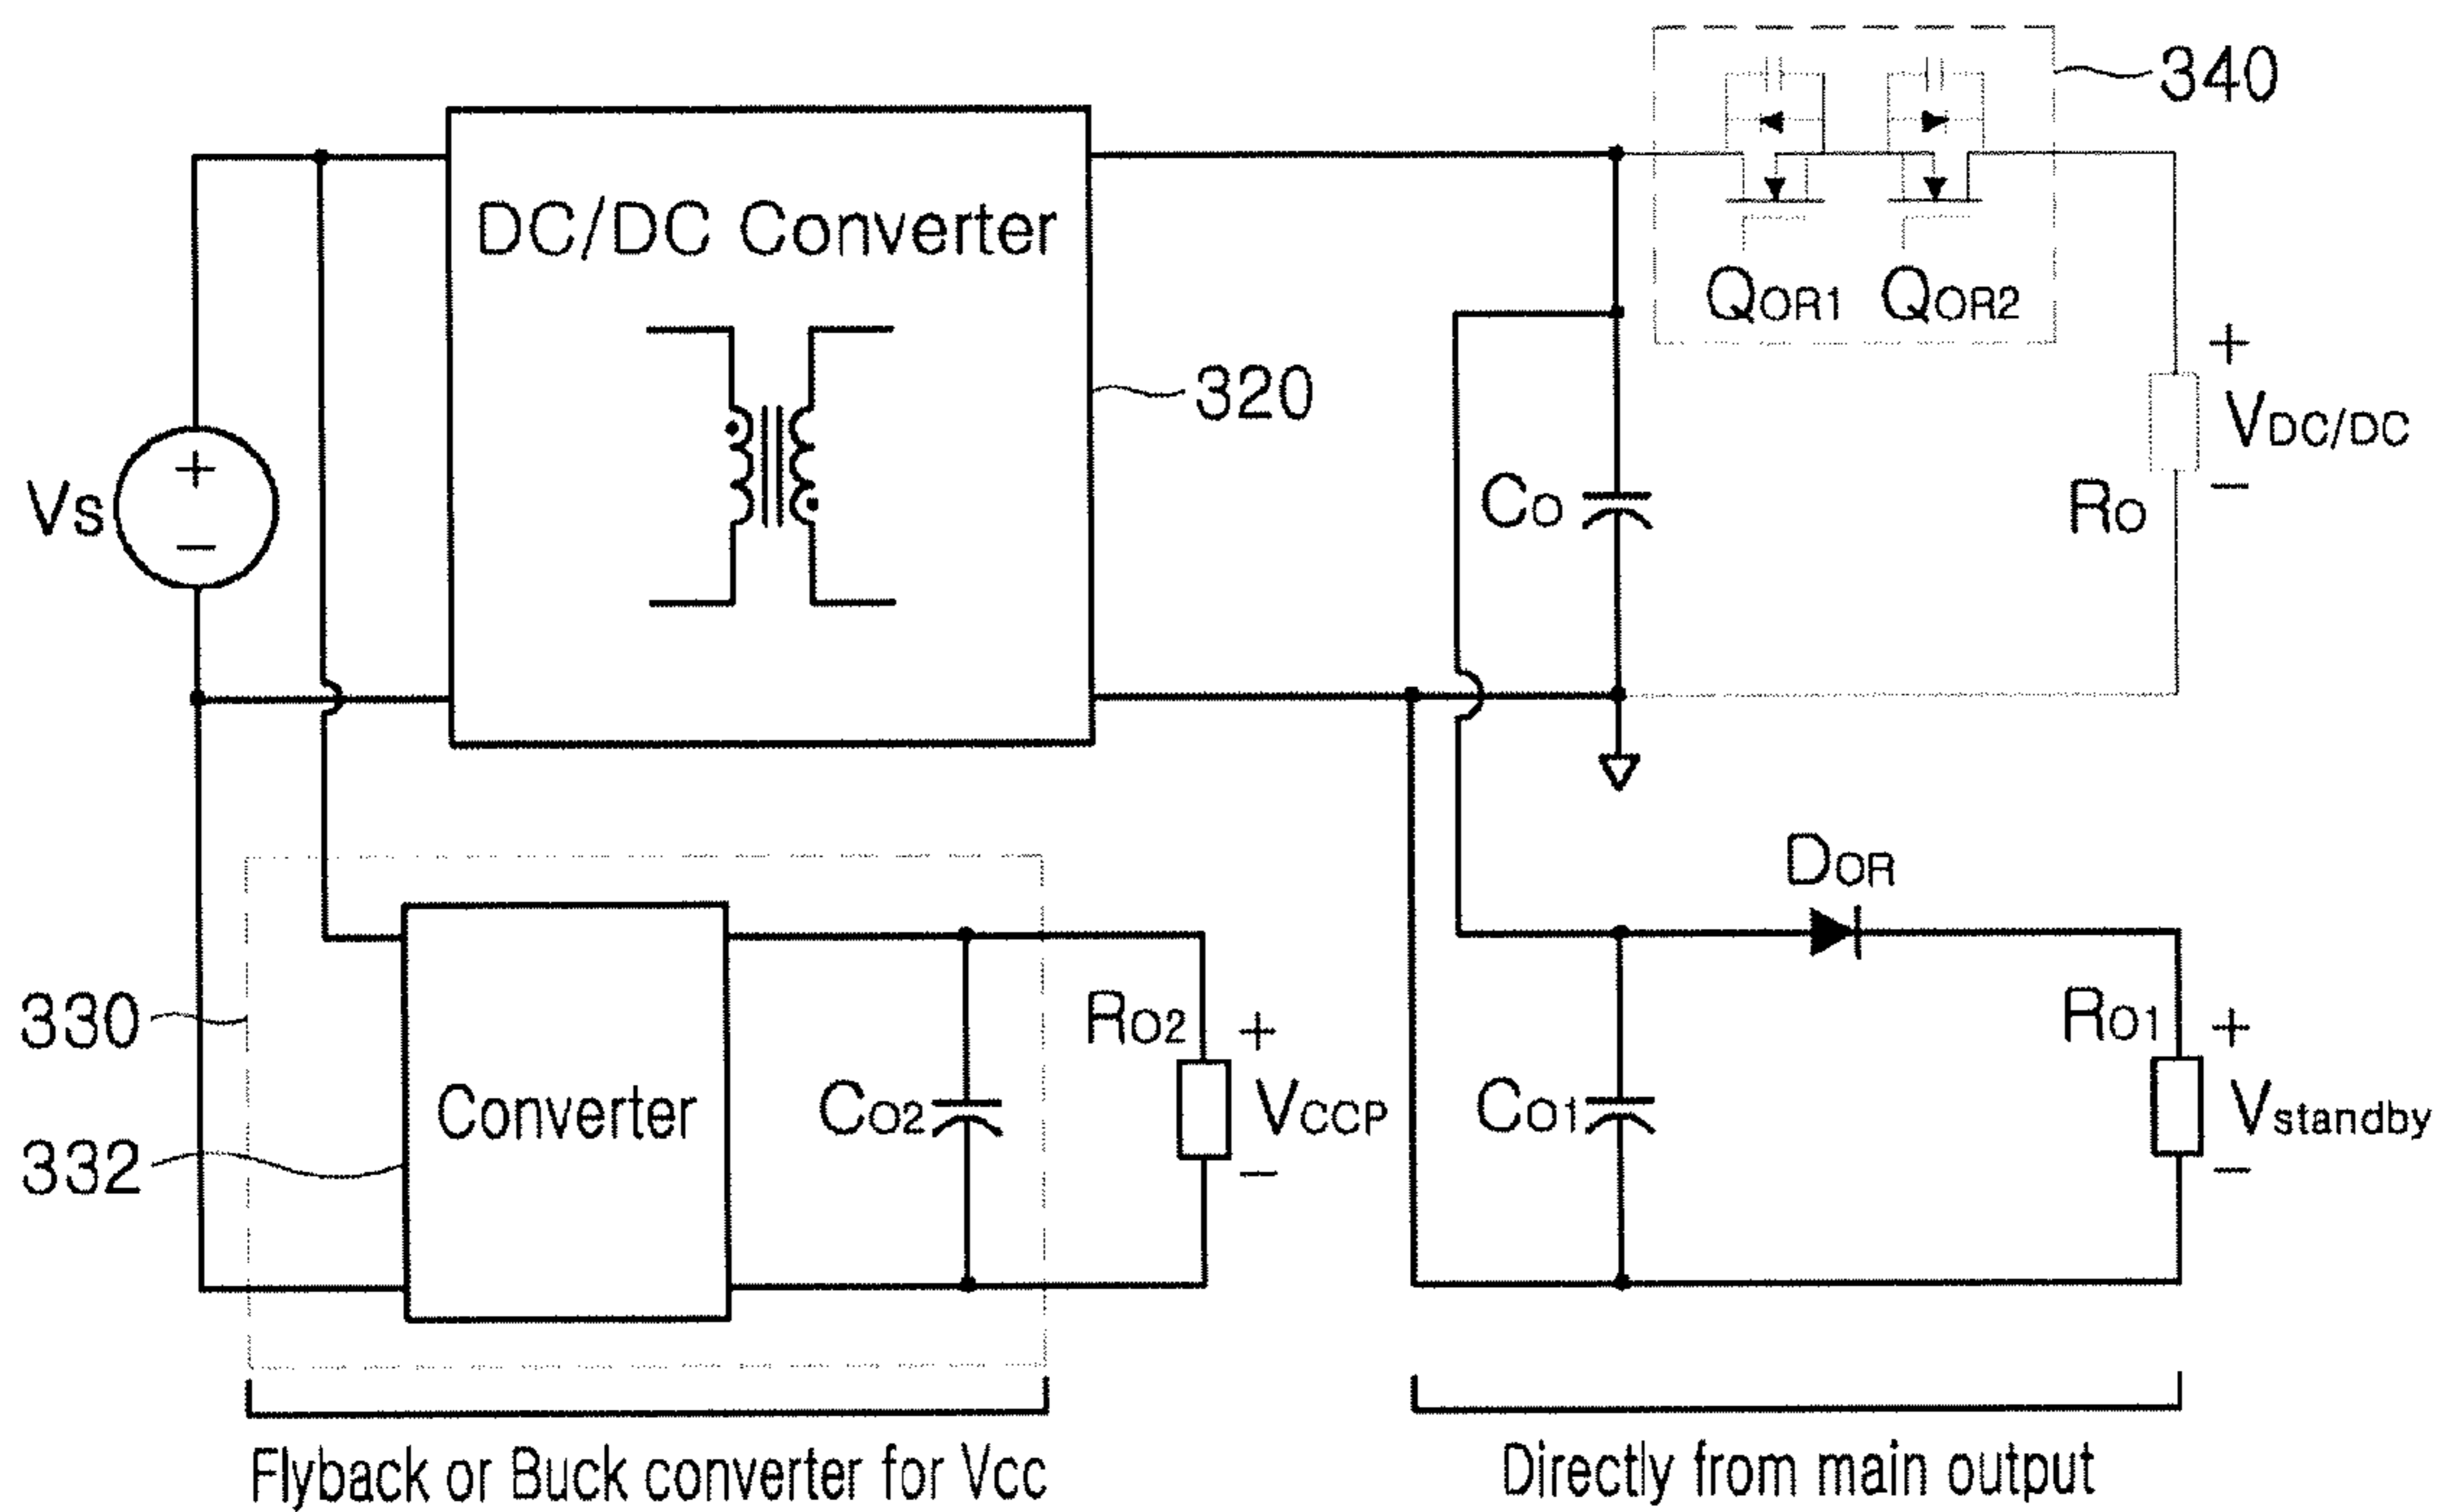 340
DC/DC Converter
QOR1 QOR2
320
+
VDC/DC
−
RO
CO
VS
+
−
DOR
330
332
Converter
CO2
RO2
+
VCCP
−
CO1
RO1
+
Vstandby
−
Flyback or Buck converter for Vcc
Directly from main output